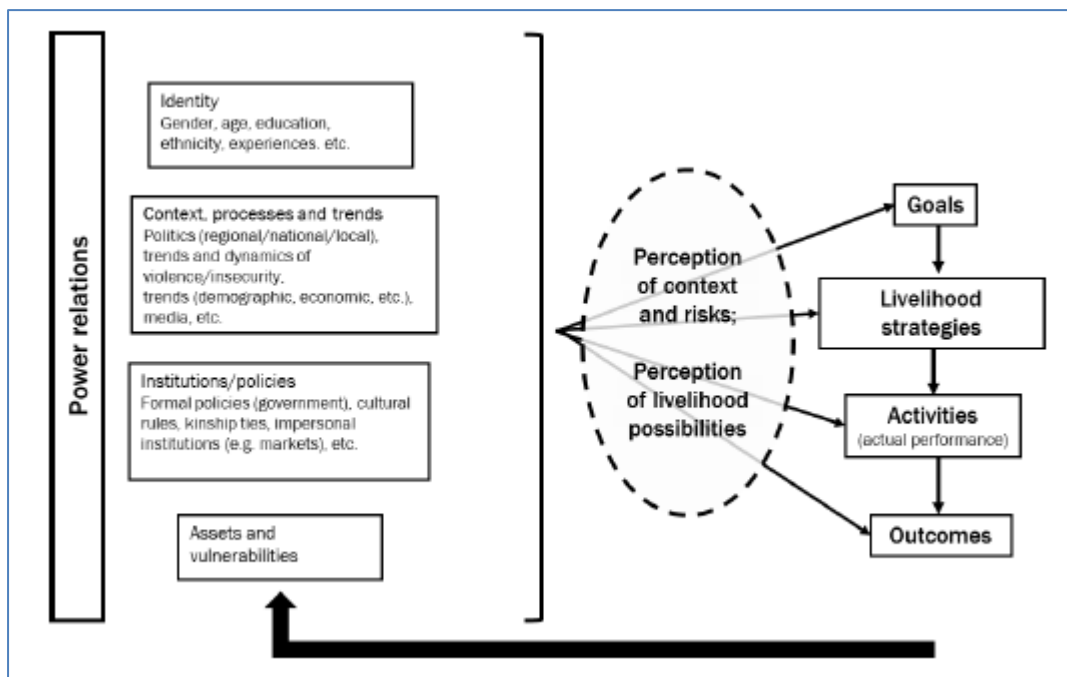 Power relations
Identity
Gender, age, education,
ethnicity, experiences. etc.
Context, processes and trends
Politics (regional/national/local),
trends and dynamics of
violence/insecurity,
trends (demographic, economic, etc.),
media, etc.
Institutions/policies
Formal policies (government), cultural
rules, kinship ties, impersonal
institutions (e.g. markets), etc.
Assets and
vulnerabilities
Perception
of context
and risks;
Perception
of livelihood
possibilities
Goals
Livelihood
strategies
Activities
(actual performance)
Outcomes